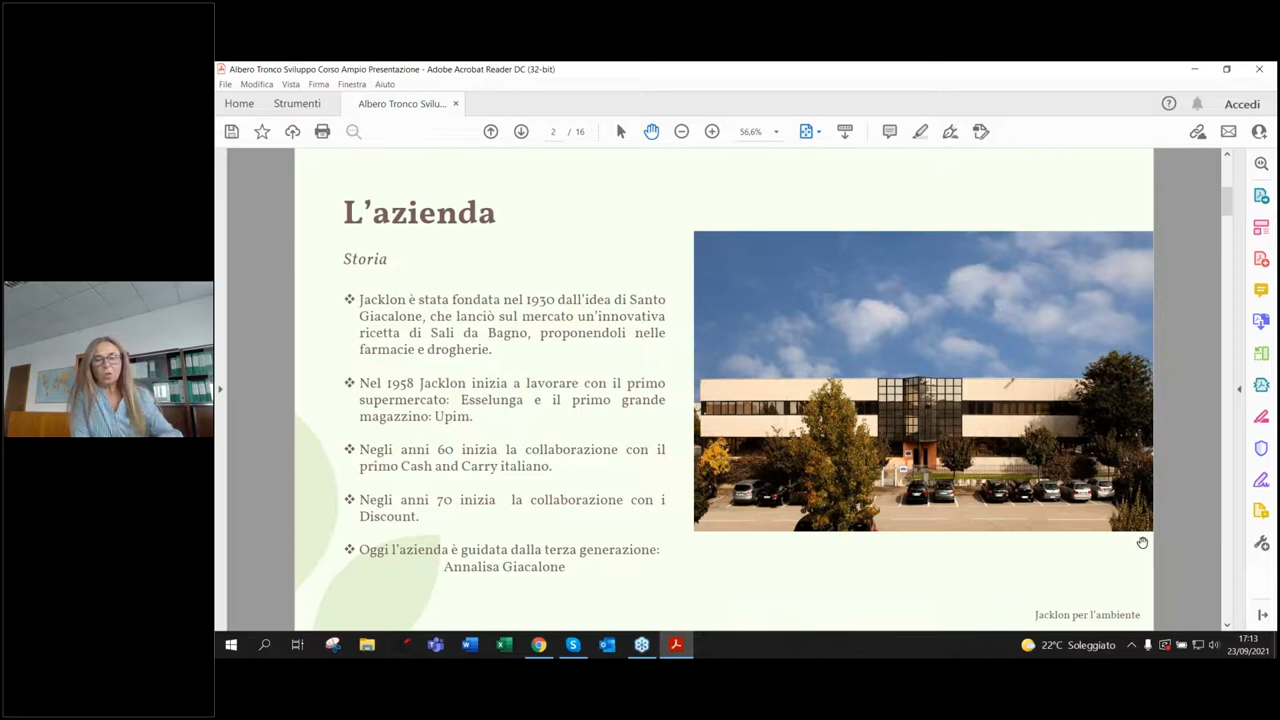 Albero Tronco Sviluppo Corso Ampio Presentazione - Adobe Acrobat Reader DC (32-bit)
File Modifica Vista Firma Finestra Aiuto
Home Strumenti Albero Tronco Svilu... × Accedi
2 / 16 56,6%
L’azienda
Storia
❖ Jacklon è stata fondata nel 1930 dall’idea di Santo
Giacalone, che lanciò sul mercato un’innovativa
ricetta di Sali da Bagno, proponendoli nelle
farmacie e drogherie.
❖ Nel 1958 Jacklon inizia a lavorare con il primo
supermercato: Esselunga e il primo grande
magazzino: Upim.
❖ Negli anni 60 inizia la collaborazione con il
primo Cash and Carry italiano.
❖ Negli anni 70 inizia la collaborazione con i
Discount.
❖ Oggi l’azienda è guidata dalla terza generazione:
Annalisa Giacalone
Jacklon per l’ambiente
22°C Soleggiato
17:13
23/09/2021